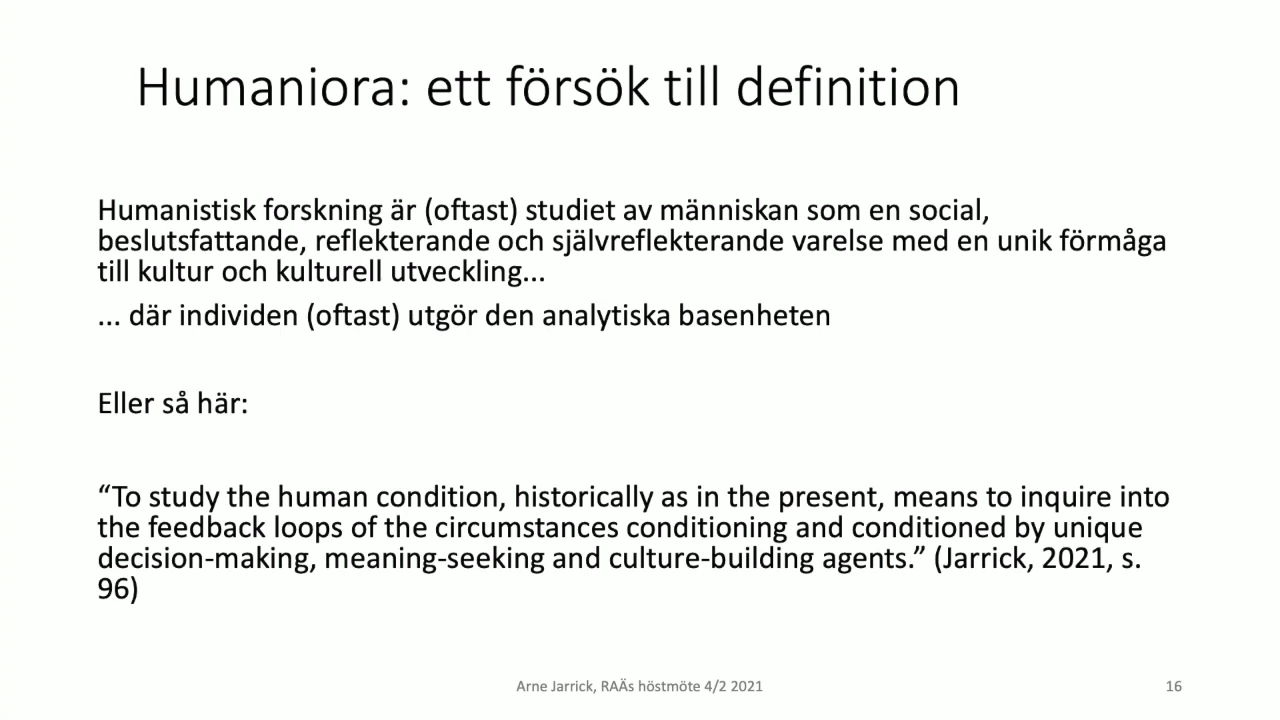 Humaniora: ett försök till definition
Humanistisk forskning är (oftast) studiet av människan som en social,
beslutsfattande, reflekterande och självreflekterande varelse med en unik förmåga
till kultur och kulturell utveckling...
... där individen (oftast) utgör den analytiska basenheten
Eller så här:
“To study the human condition, historically as in the present, means to inquire into
the feedback loops of the circumstances conditioning and conditioned by unique
decision-making, meaning-seeking and culture-building agents.” (Jarrick, 2021, s.
96)
Arne Jarrick, RAÄs höstmöte 4/2 2021
16